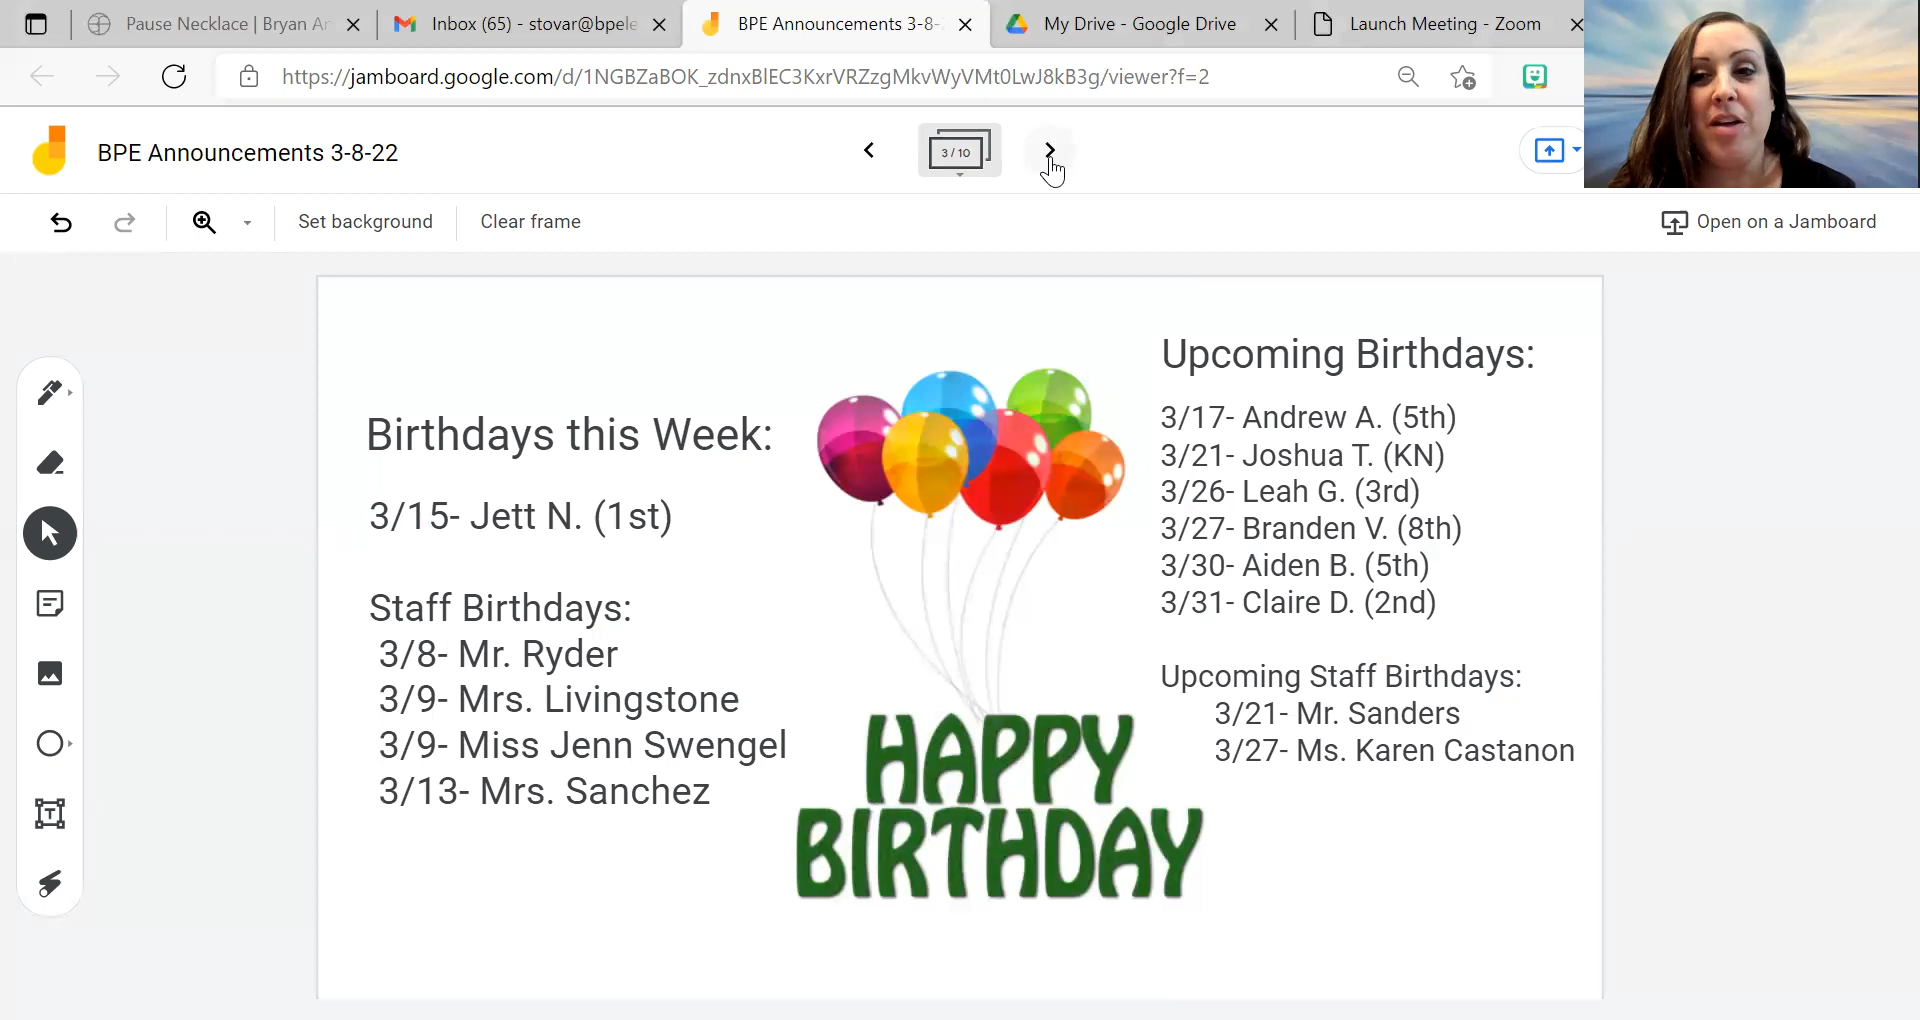 Pause Necklace | Bryan An
Inbox (65) - stovar@bpele
BPE Announcements 3-8-
My Drive - Google Drive
Launch Meeting - Zoom
https://jamboard.google.com/d/1NGBZaBOK_zdnxBlEC3KxrVRZzgMkvWyVMt0LwJ8kB3g/viewer?f=2
BPE Announcements 3-8-22
3 / 10
Set background
Clear frame
Open on a Jamboard
Birthdays this Week:
3/15- Jett N. (1st)
Staff Birthdays:
3/8- Mr. Ryder
3/9- Mrs. Livingstone
3/9- Miss Jenn Swengel
3/13- Mrs. Sanchez
HAPPY
BIRTHDAY
Upcoming Birthdays:
3/17- Andrew A. (5th)
3/21- Joshua T. (KN)
3/26- Leah G. (3rd)
3/27- Branden V. (8th)
3/30- Aiden B. (5th)
3/31- Claire D. (2nd)
Upcoming Staff Birthdays:
3/21- Mr. Sanders
3/27- Ms. Karen Castanon